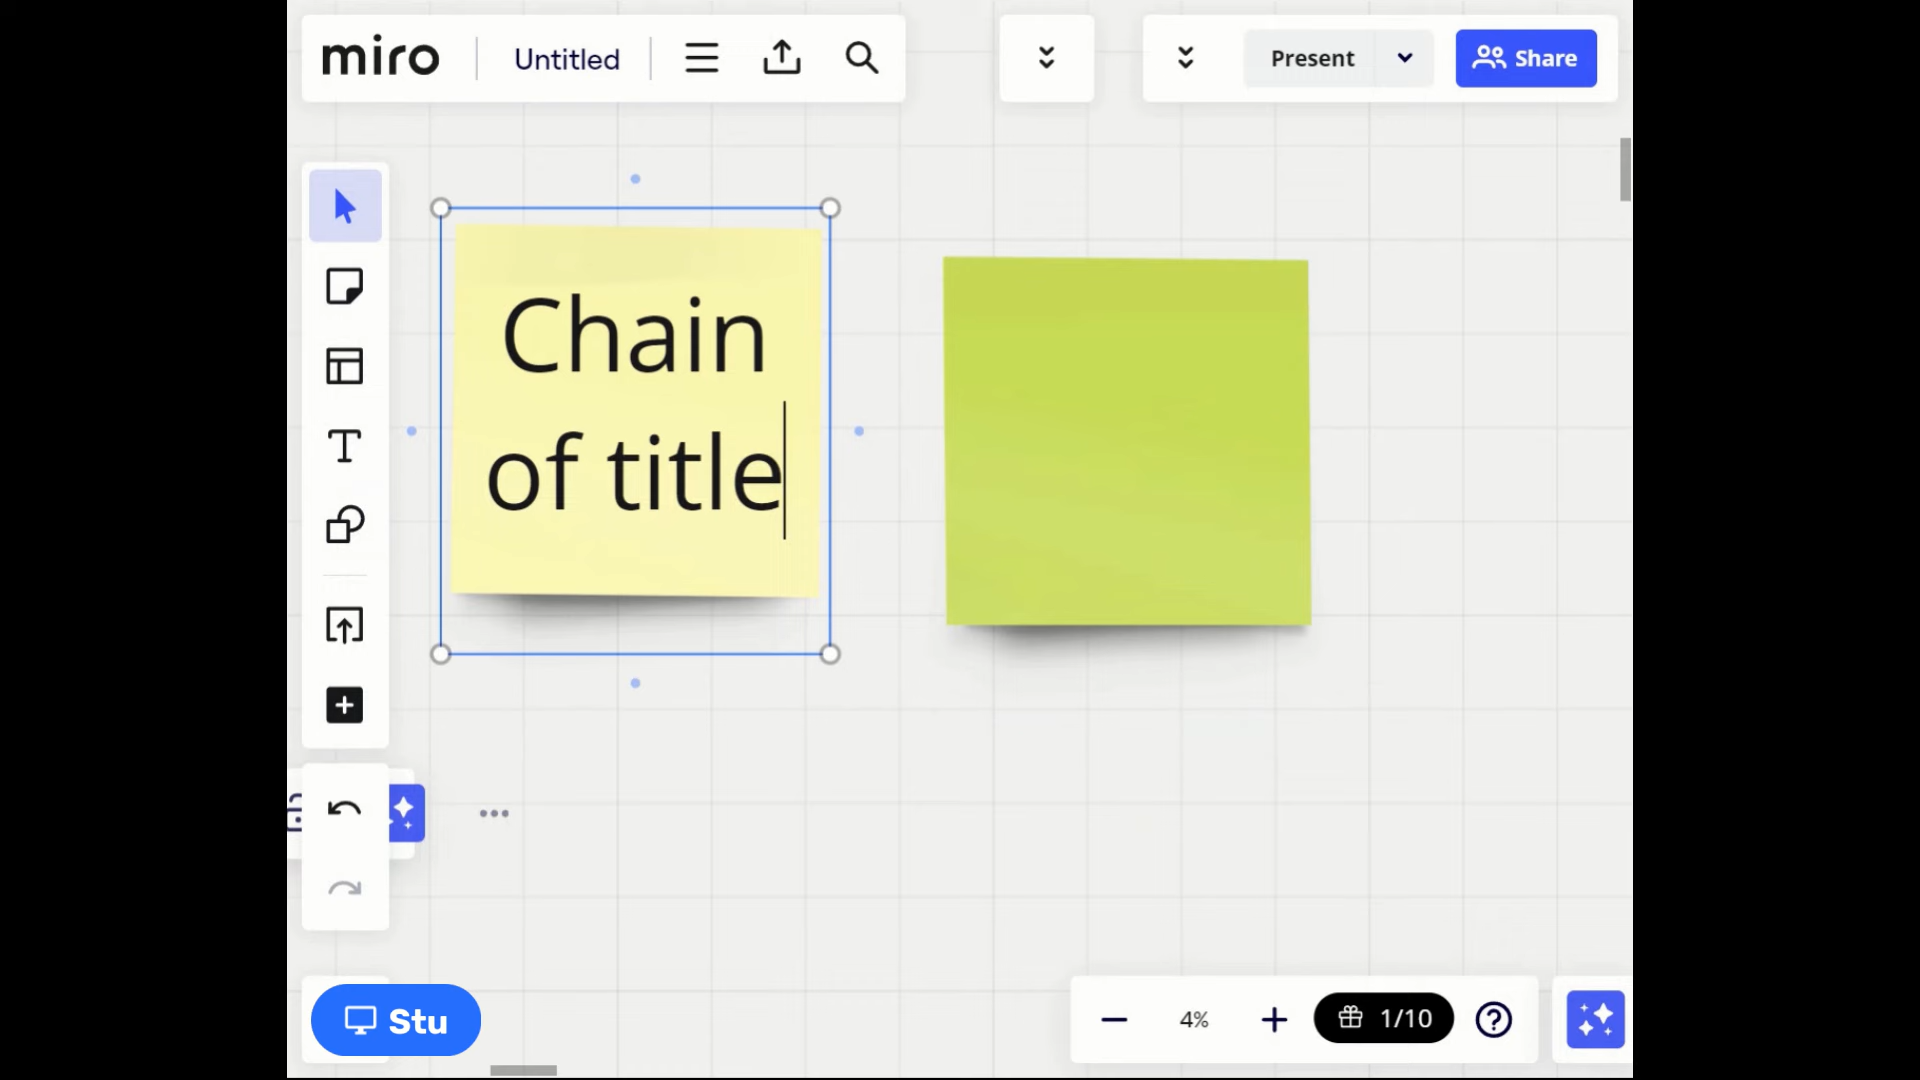 miro
Untitled
Present
Share
Chain
of title
Stu
4%
1/10